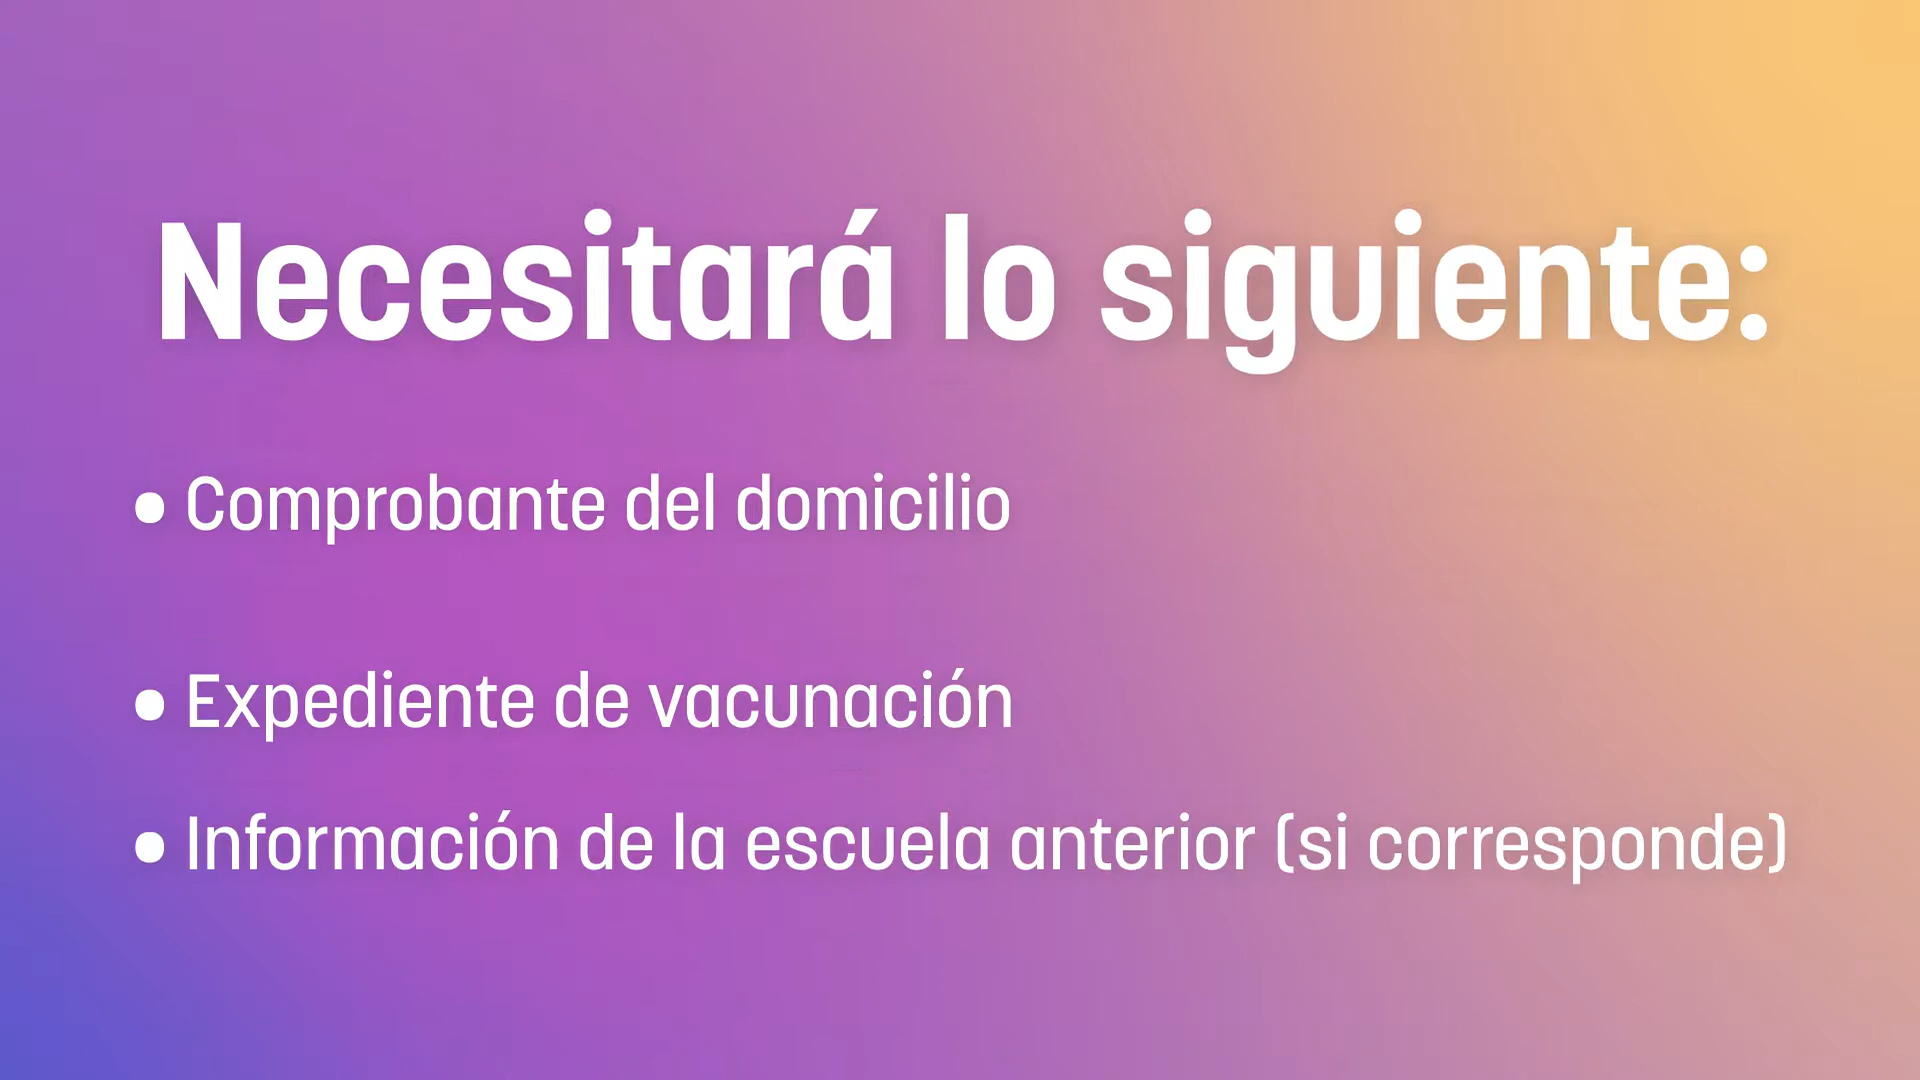 Necesitará lo siguiente:
• Comprobante del domicilio
• Expediente de vacunación
• Información de la escuela anterior (si corresponde)